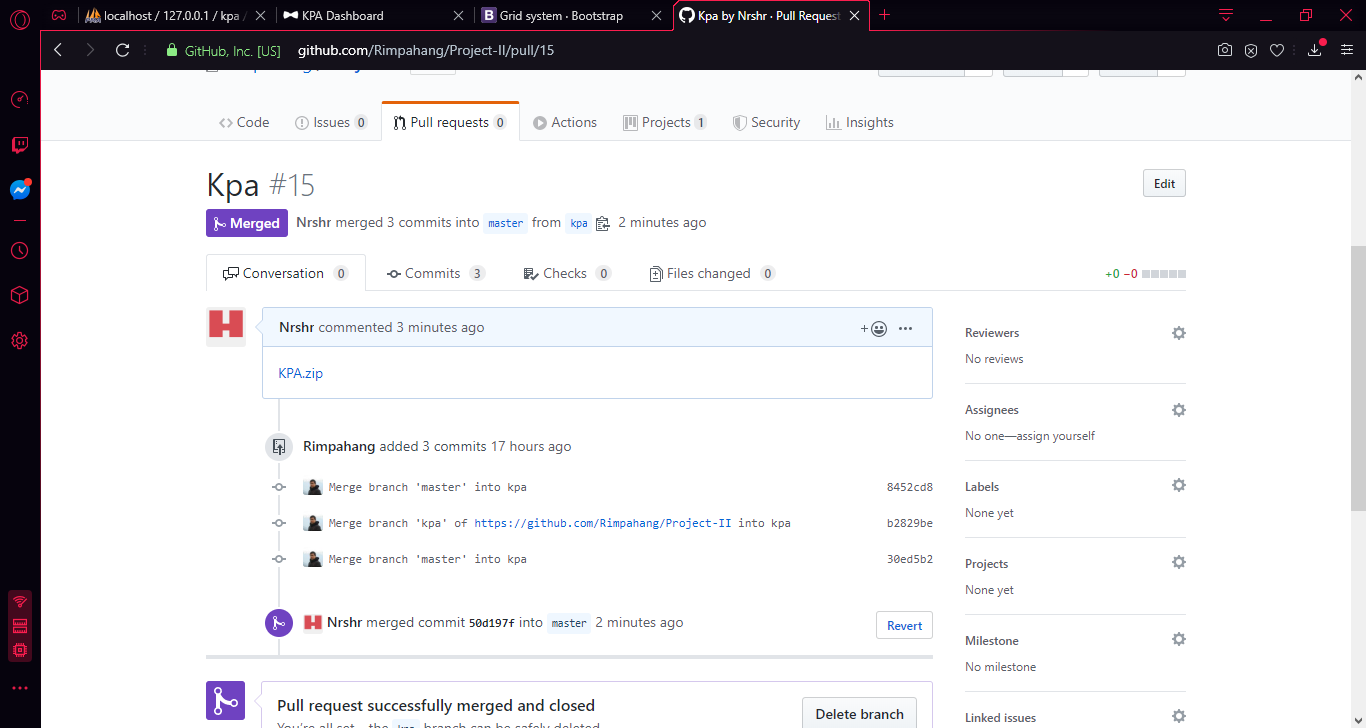 localhost / 127.0.0.1 / kpa
KPA Dashboard
B Grid system · Bootstrap
Kpa by Nrshr · Pull Request
GitHub, Inc. [US] github.com/Rimpahang/Project-II/pull/15
Code
Issues 0
Pull requests 0
Actions
Projects 1
Security
Insights
Kpa #15
Edit
Merged Nrshr merged 3 commits into master from kpa 2 minutes ago
Conversation 0
Commits 3
Checks 0
Files changed 0
+0 −0
Nrshr commented 3 minutes ago
KPA.zip
Rimpahang added 3 commits 17 hours ago
Merge branch 'master' into kpa 8452cd8
Merge branch 'kpa' of https://github.com/Rimpahang/Project-II into kpa b2829be
Merge branch 'master' into kpa 30ed5b2
Nrshr merged commit 50d197f into master 2 minutes ago
Revert
Pull request successfully merged and closed
You're all set—the kpa branch can be safely deleted.
Delete branch
Reviewers
No reviews
Assignees
No one—assign yourself
Labels
None yet
Projects
None yet
Milestone
No milestone
Linked issues